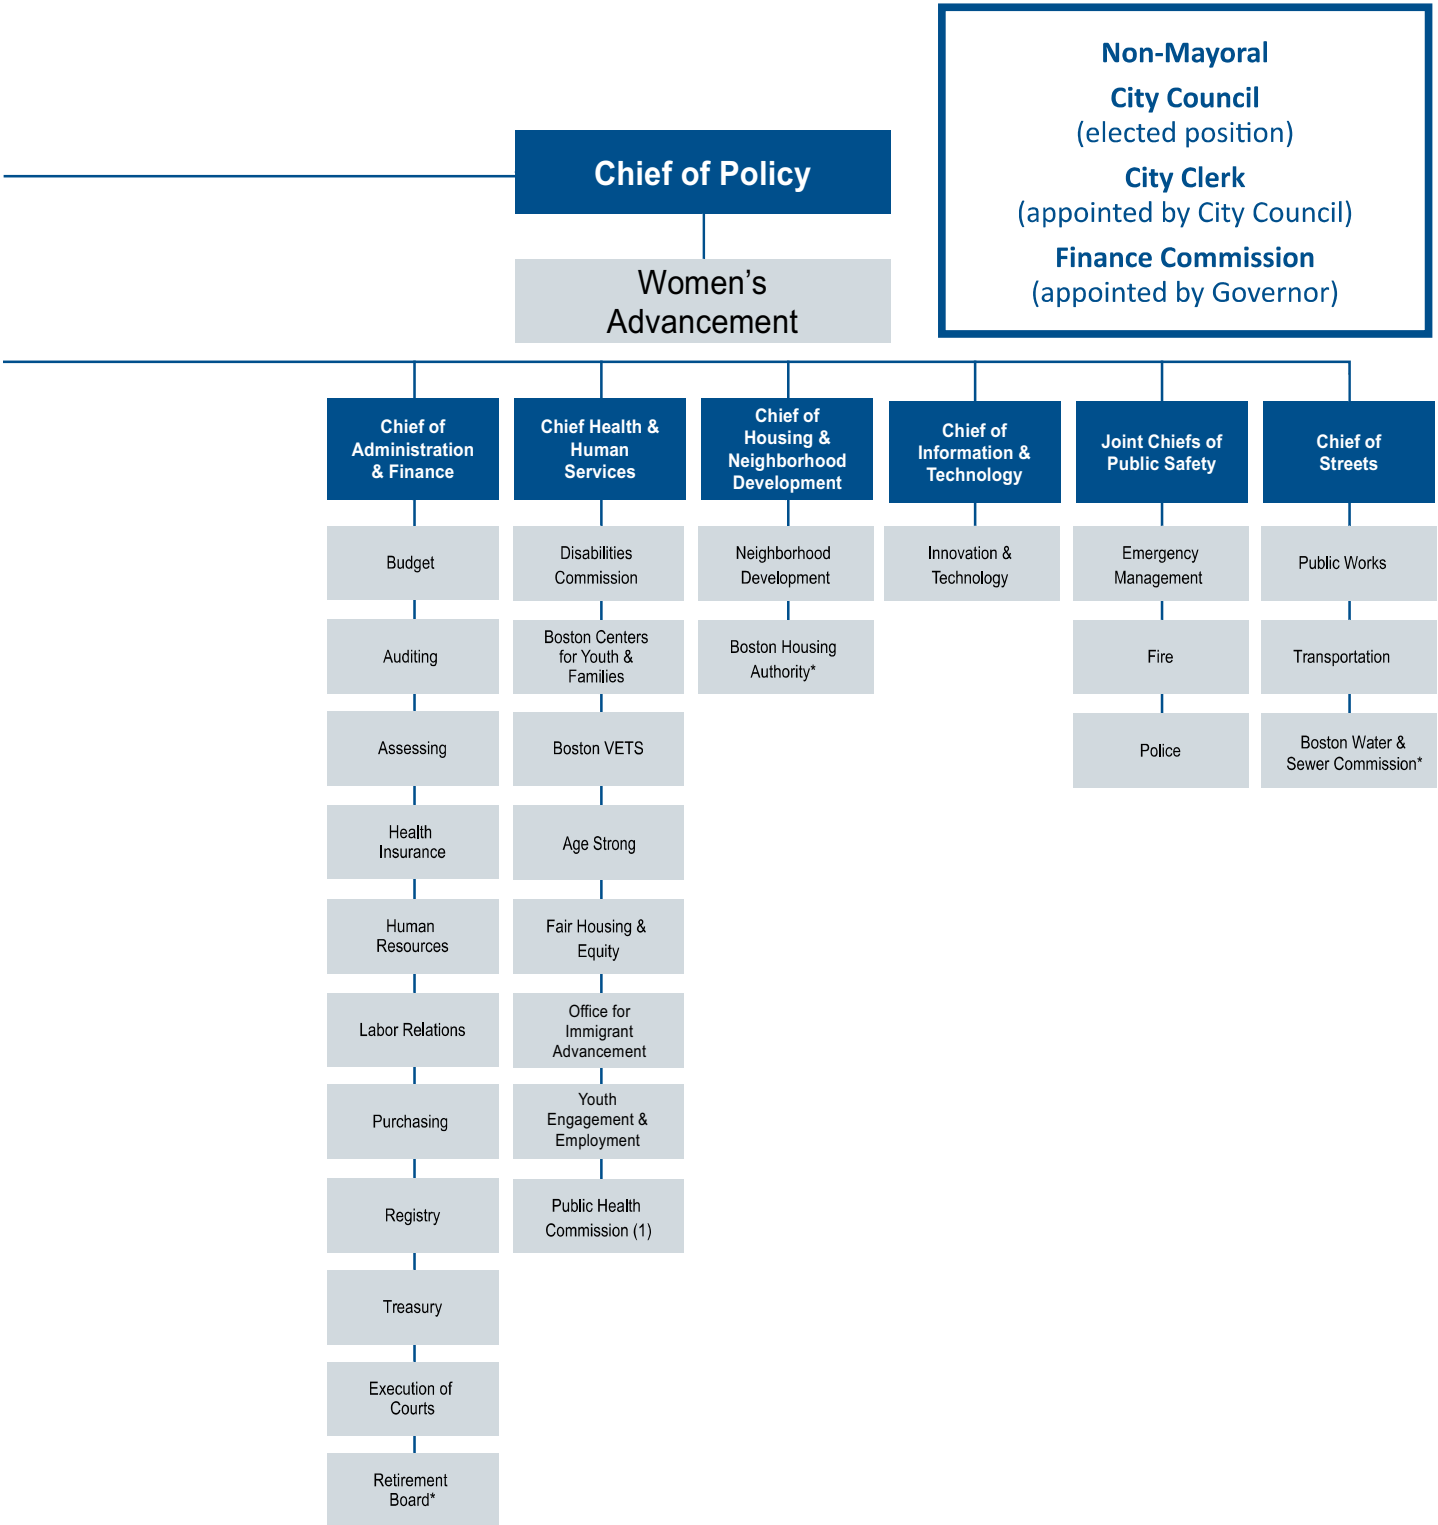 Non-Mayoral
City Council
(elected position)
City Clerk
(appointed by City Council)
Finance Commission
(appointed by Governor)
Chief of Policy
Women’s
Advancement
Chief of
Administration
& Finance
Budget
Auditing
Assessing
Health
Insurance
Human
Resources
Labor Relations
Purchasing
Registry
Treasury
Execution of
Courts
Retirement
Board*
Chief Health &
Human
Services
Disabilities
Commission
Boston Centers
for Youth &
Families
Boston VETS
Age Strong
Fair Housing &
Equity
Office for
Immigrant
Advancement
Youth
Engagement &
Employment
Public Health
Commission (1)
Chief of
Housing &
Neighborhood
Development
Neighborhood
Development
Boston Housing
Authority*
Chief of
Information &
Technology
Innovation &
Technology
Joint Chiefs of
Public Safety
Emergency
Management
Fire
Police
Chief of
Streets
Public Works
Transportation
Boston Water &
Sewer Commission*